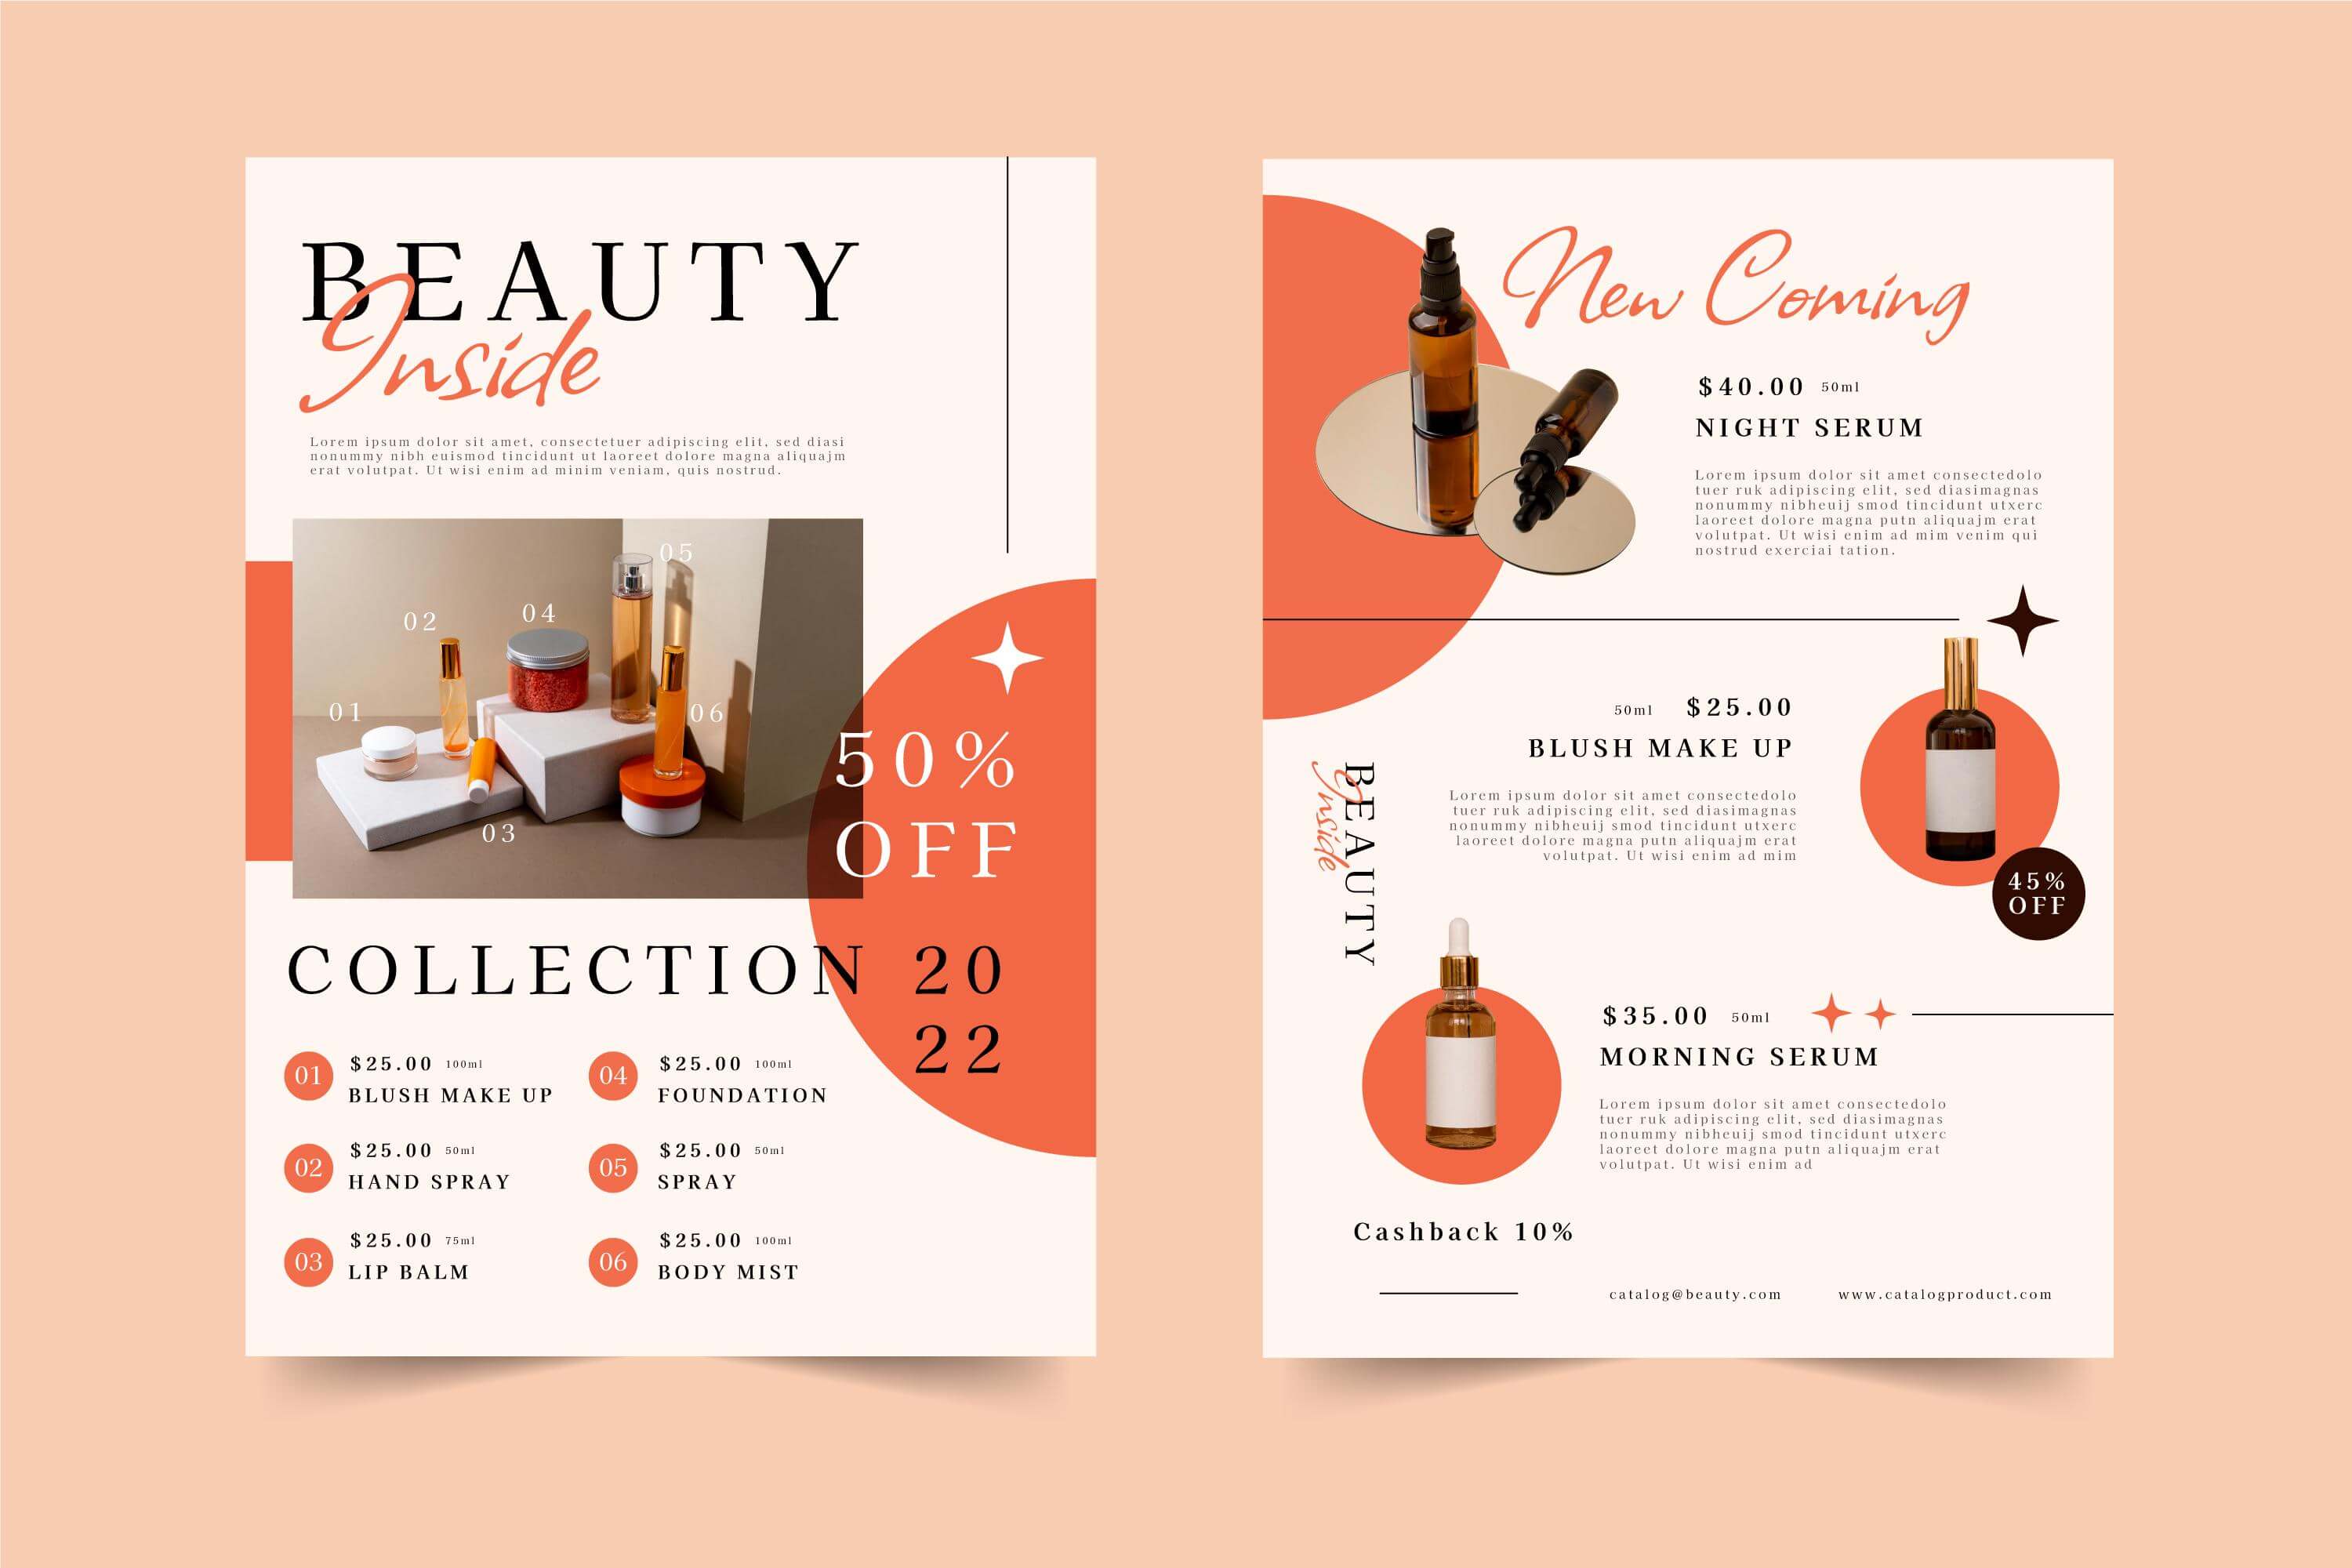 BEAUTY
Inside
Lorem ipsum dolor sit amet, consectetuer adipiscing elit, sed diasi
nonummy nibh euismod tincidunt ut laoreet dolore magna aliquajm
erat volutpat. Ut wisi enim ad minim veniam, quis nostrud.
05
04
02
01
06
03
50%
OFF
COLLECTION 20
22
01
$25.00 100ml
BLUSH MAKE UP
02
$25.00 50ml
HAND SPRAY
03
$25.00 75ml
LIP BALM
04
$25.00 100ml
FOUNDATION
05
$25.00 50ml
SPRAY
06
$25.00 100ml
BODY MIST
New Coming
$40.00 50ml
NIGHT SERUM
Lorem ipsum dolor sit amet consectedolo
tuer ruk adipiscing elit, sed diasimagnas
nonummy nibheuij smod tincidunt utxerc
laoreet dolore magna putn aliquajm erat
volutpat. Ut wisi enim ad mim venim qui
nostrud exerciai tation.
50ml $25.00
BLUSH MAKE UP
Lorem ipsum dolor sit amet consectedolo
tuer ruk adipiscing elit, sed diasimagnas
nonummy nibheuij smod tincidunt utxerc
laoreet dolore magna putn aliquajm erat
volutpat. Ut wisi enim ad mim
45%
OFF
BEAUTY
Inside
$35.00 50ml
MORNING SERUM
Lorem ipsum dolor sit amet consectedolo
tuer ruk adipiscing elit, sed diasimagnas
nonummy nibheuij smod tincidunt utxerc
laoreet dolore magna putn aliquajm erat
volutpat. Ut wisi enim ad
Cashback 10%
catalog@beauty.com www.catalogproduct.com